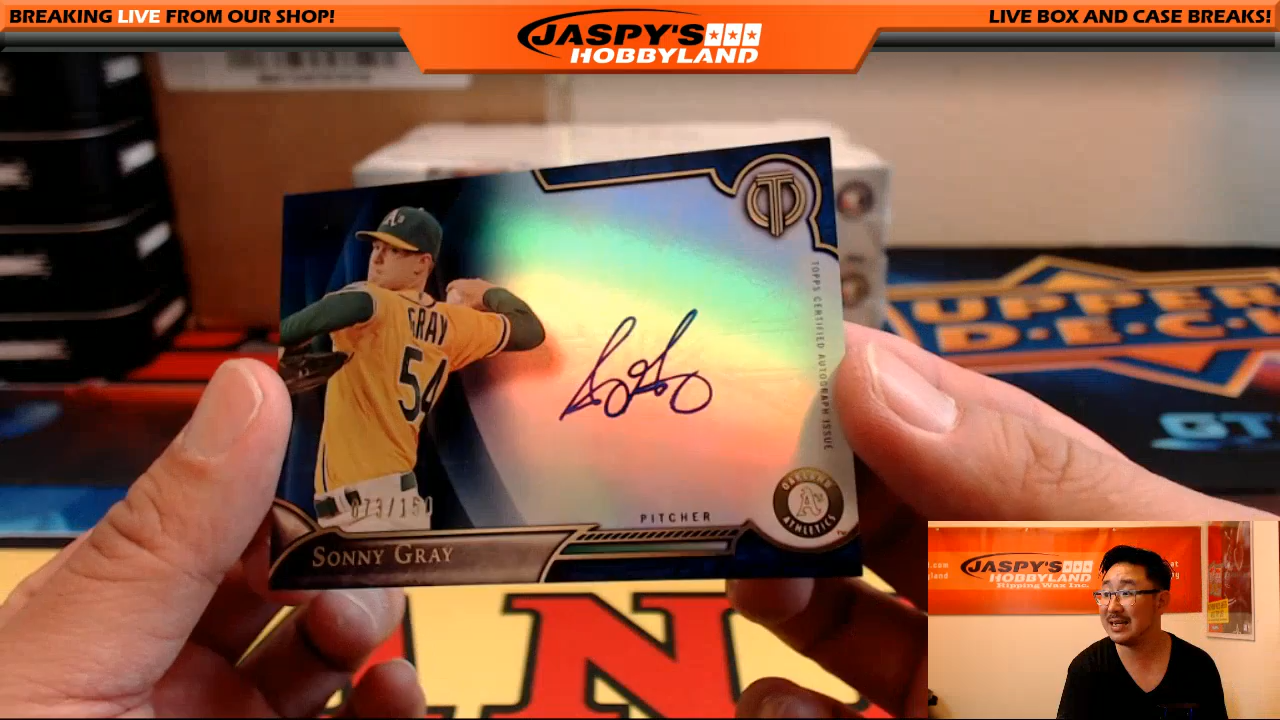 BREAKING LIVE FROM OUR SHOP!
JASPY'S
HOBBYLAND
LIVE BOX AND CASE BREAKS!
A's
GRAY
54
T
TOPPS CERTIFIED AUTOGRAPH ISSUE
073/150
PITCHER
OAKLAND
A's
ATHLETICS
SONNY GRAY
UPPER
D·E·C·K
JASPY'S
HOBBYLAND
Ripping Wax Inc.
.com